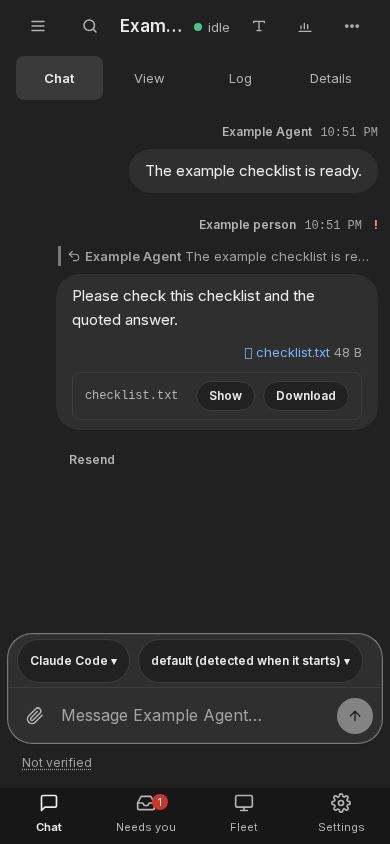 Exam… idle
Chat View Log Details
Example Agent 10:51 PM
The example checklist is ready.
Example person 10:51 PM !
Example Agent The example checklist is re…
Please check this checklist and the
quoted answer.
checklist.txt 48 B
checklist.txt Show Download
Resend
Claude Code ▾ default (detected when it starts) ▾
Message Example Agent…
Not verified
1
Chat Needs you Fleet Settings